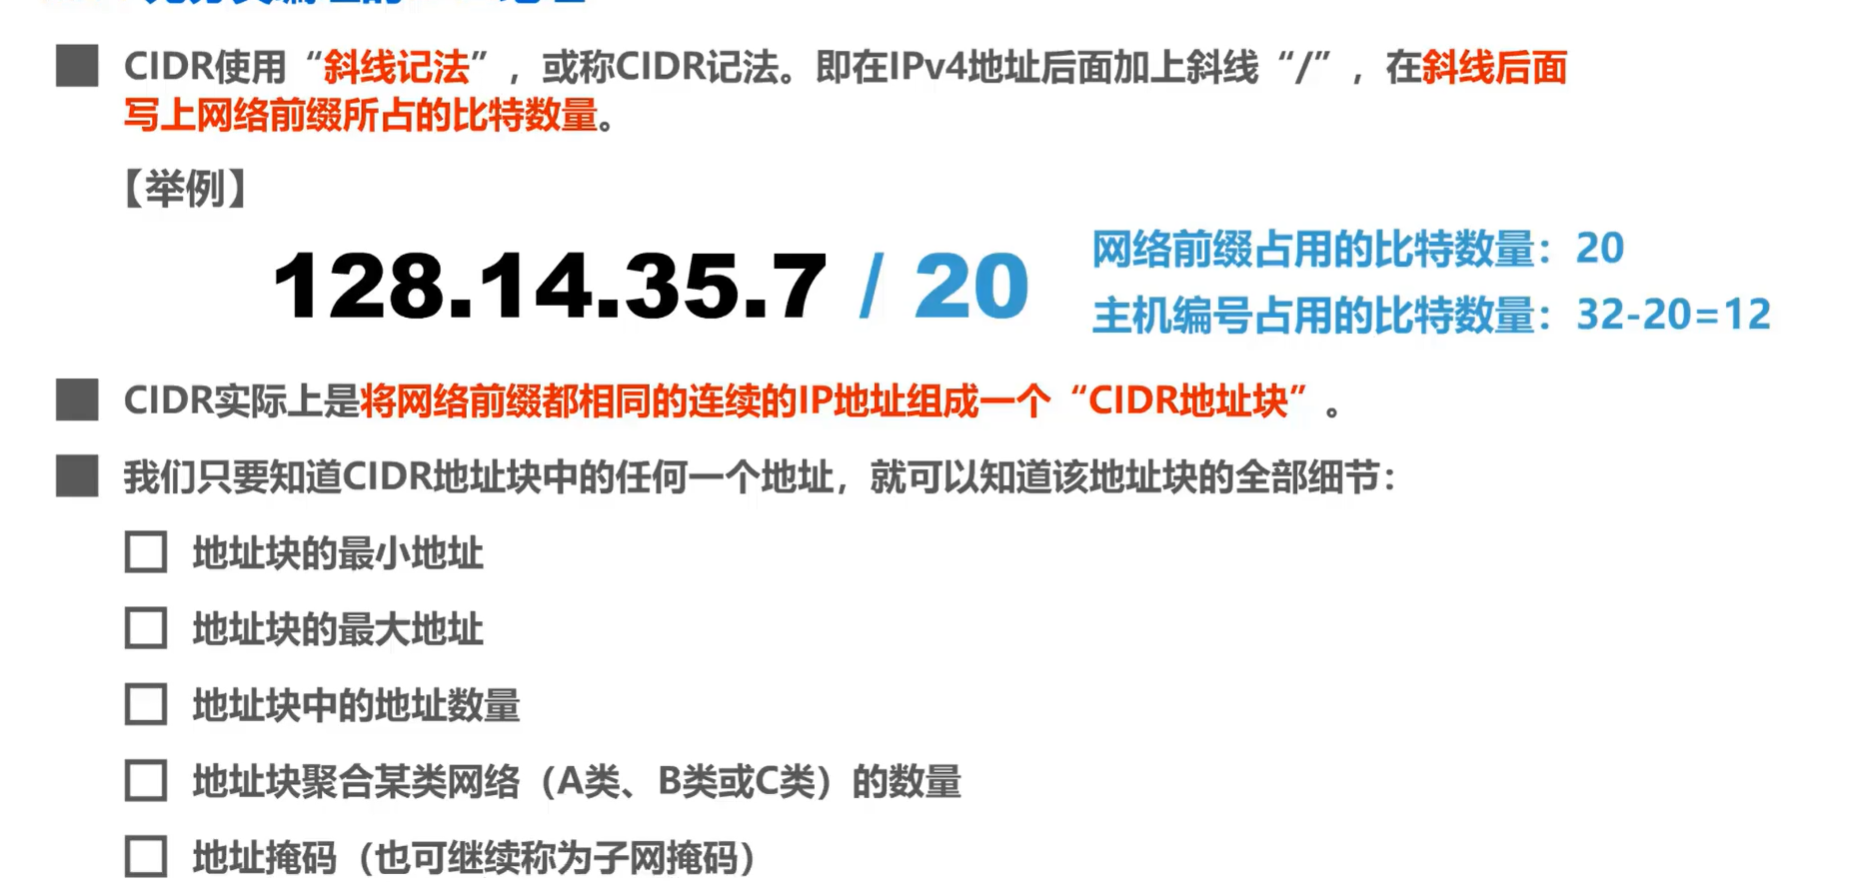 CIDR使用“斜线记法”，或称CIDR记法。即在IPv4地址后面加上斜线“/”，在斜线后面
写上网络前缀所占的比特数量。
【举例】
128.14.35.7 / 20
网络前缀占用的比特数量：20
主机编号占用的比特数量：32-20=12
CIDR实际上是将网络前缀都相同的连续的IP地址组成一个“CIDR地址块”。
我们只要知道CIDR地址块中的任何一个地址，就可以知道该地址块的全部细节：
地址块的最小地址
地址块的最大地址
地址块中的地址数量
地址块聚合某类网络（A类、B类或C类）的数量
地址掩码（也可继续称为子网掩码）